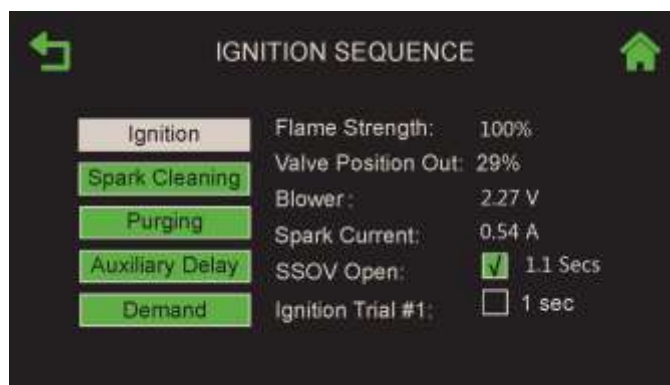 IGNITION SEQUENCE
Ignition
Spark Cleaning
Purging
Auxiliary Delay
Demand
Flame Strength: 100%
Valve Position Out: 29%
Blower : 2.27 V
Spark Current: 0.54 A
SSOV Open: √ 1.1 Secs
Ignition Trial #1: 1 sec